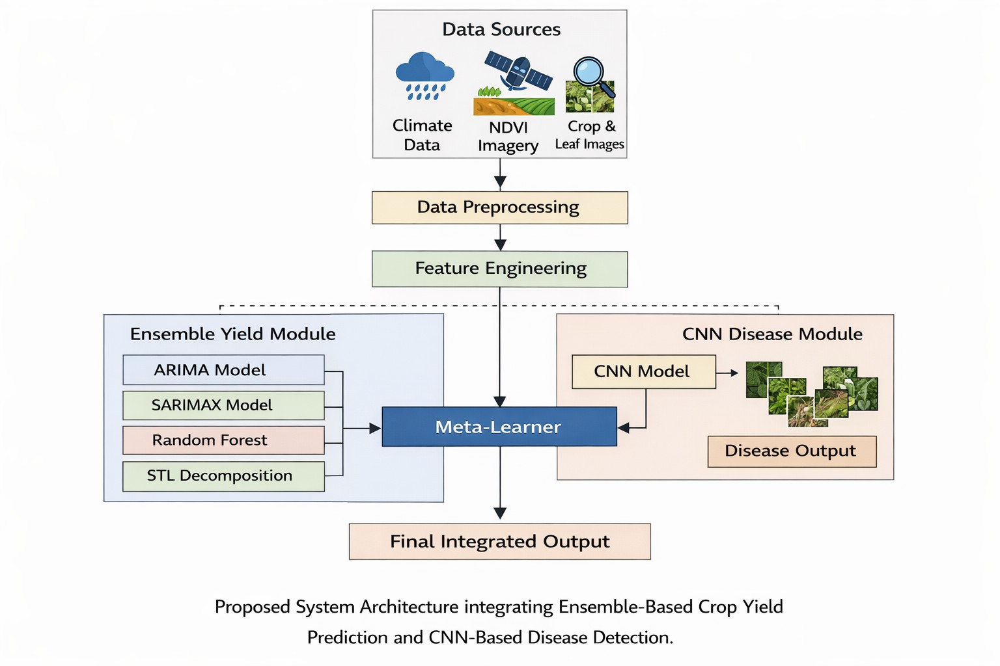 Data Sources
Climate
Data
NDVI
Imagery
Crop &
Leaf Images
Data Preprocessing
Feature Engineering
Ensemble Yield Module
ARIMA Model
SARIMAX Model
Random Forest
STL Decomposition
Meta-Learner
CNN Disease Module
CNN Model
Disease Output
Final Integrated Output
Proposed System Architecture integrating Ensemble-Based Crop Yield
Prediction and CNN-Based Disease Detection.